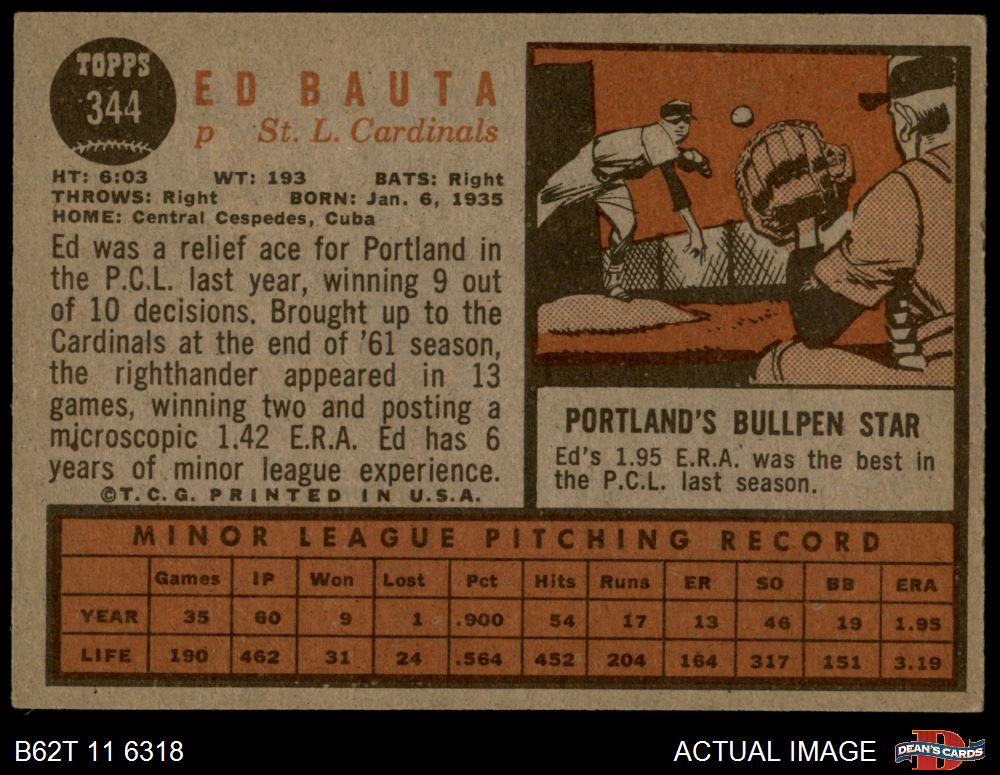 TOPPS
344
ED BAUTA
p St. L. Cardinals
HT: 6:03 WT: 193 BATS: Right
THROWS: Right BORN: Jan. 6, 1935
HOME: Central Cespedes, Cuba
Ed was a relief ace for Portland in
the P.C.L. last year, winning 9 out
of 10 decisions. Brought up to the
Cardinals at the end of '61 season,
the righthander appeared in 13
games, winning two and posting a
microscopic 1.42 E.R.A. Ed has 6
years of minor league experience.
©T.C.G. PRINTED IN U.S.A.
PORTLAND'S BULLPEN STAR
Ed's 1.95 E.R.A. was the best in
the P.C.L. last season.
MINOR LEAGUE PITCHING RECORD
Games IP Won Lost Pct Hits Runs ER SO BB ERA
YEAR 35 60 9 1 .900 54 17 13 46 19 1.95
LIFE 190 462 31 24 .564 452 204 164 317 151 3.19
B62T 11 6318
ACTUAL IMAGE
DEAN'S CARDS